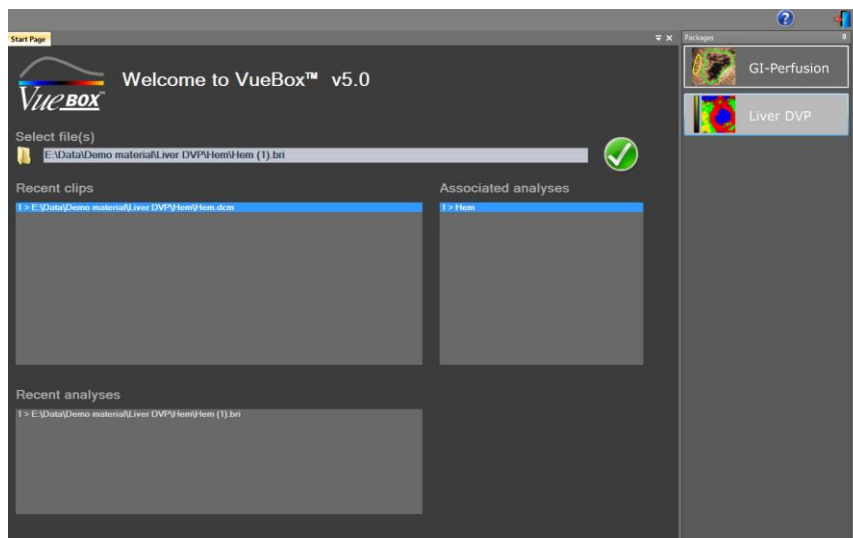 Start Page
Packages
VUEBOX™
Welcome to VueBox™ v5.0
GI-Perfusion
Liver DVP
Select file(s)
E:\Data\Demo material\Liver DVP\Hem\Hem (1).bri
Recent clips
Associated analyses
1 > E:\Data\Demo material\Liver DVP\Hem\Hem.dcm
1 > Hem
Recent analyses
1 > E:\Data\Demo material\Liver DVP\Hem\Hem (1).bri